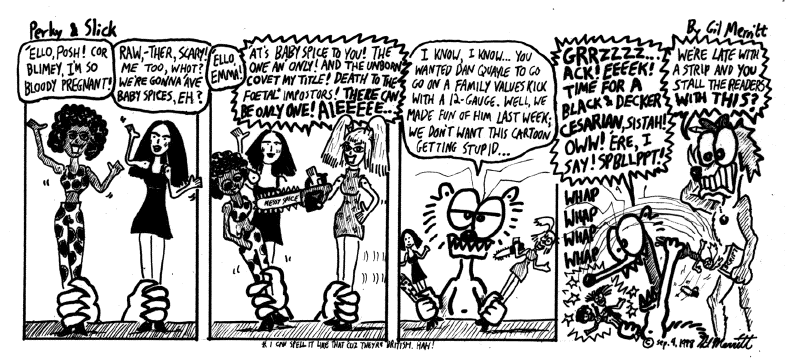 Perky & Slick
By Gil Merritt
'ELLO, POSH! COR
BLIMEY, I'M SO
BLOODY PREGNANT!
RAW,-THER, SCARY!
ME TOO, WHOT?
WE'RE GONNA 'AVE
BABY SPICES, EH?
ELLO,
EMMA!
AT'S BABY SPICE TO YOU! THE
ONE AN ONLY! AND THE UNBORN
COVET MY TITLE! DEATH TO THE
FOETAL* IMPOSTORS! THERE CAN
BE ONLY ONE! AIEEEEE...
MESSY SPICE
* I CAN SPELL IT LIKE THAT CUZ THEY'RE BRITISH. HAH!
I KNOW, I KNOW... YOU
WANTED DAN QUAYLE TO GO
GO ON A FAMILY VALUES KICK
WITH A 12-GAUGE. WELL, WE
MADE FUN OF HIM LAST WEEK;
WE DON'T WANT THIS CARTOON
GETTING STUPID...
GRRZZZZ...
ACK! EEEEK!
TIME FOR A
BLACK & DECKER
CESARIAN, SISTAH!
OWW! 'ERE, I
SAY! SPBLLPPT!
WE'RE LATE WITH
A STRIP AND YOU
STALL THE READERS
WITH THIS?
WHAP
WHAP
WHAP
WHAP
© Sep. 4, 1998 Gil Merritt